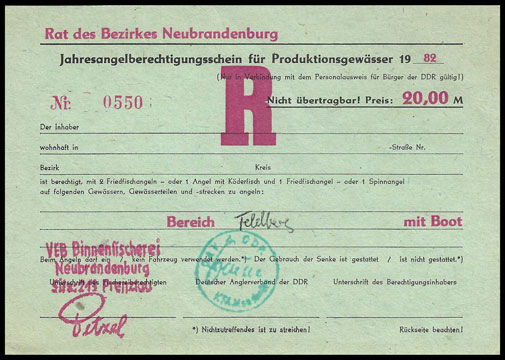 Rat des Bezirkes Neubrandenburg
Jahresangelberechtigungsschein für Produktionsgewässer 19 82
(Nur in Verbindung mit dem Personalausweis für Bürger der DDR gültig!)
R
Nr. 0550
Nicht übertragbar! Preis: 20,00 M
Der Inhaber
wohnhaft in -Straße Nr.
Bezirk Kreis
ist berechtigt, mit 2 Friedfischangeln – oder 1 Angel mit Köderfisch und 1 Friedfischangel – oder 1 Spinnangel
auf folgenden Gewässern, Gewässerteilen und -strecken zu angeln:
Bereich Feldberg mit Boot
VEB Binnenfischerei
Neubrandenburg
Prenzlau
Beim Angeln darf ein / kein Fahrzeug verwendet werden.*) Der Gebrauch der Senke ist gestattet / ist nicht gestattet.*)
Unterschrift des Fischereiberechtigten Deutscher Anglerverband der DDR Unterschrift des Berechtigungsinhabers
*) Nichtzutreffendes ist zu streichen! Rückseite beachten!